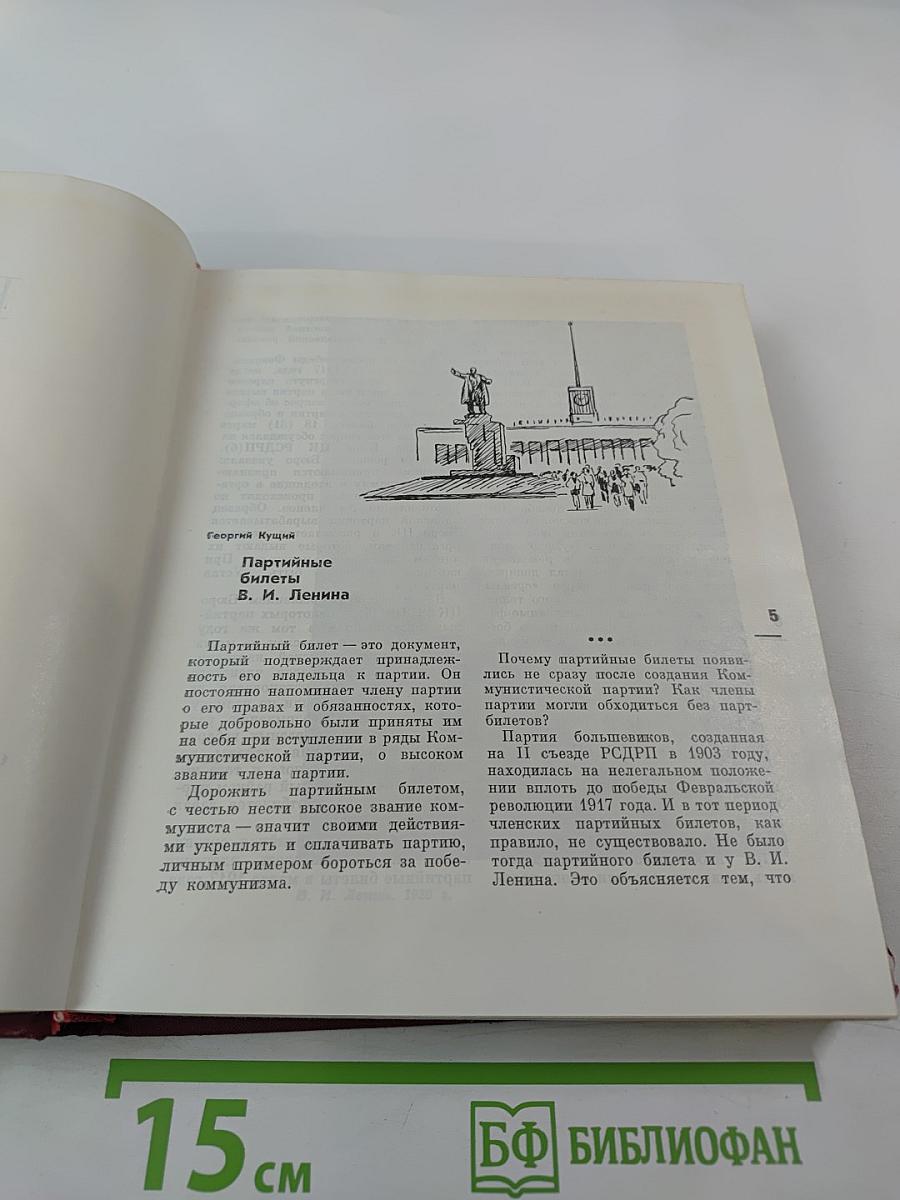 Георгий Кущий
Партийные
билеты
В. И. Ленина
5
Партийный билет — это документ,
который подтверждает принадлеж-
ность его владельца к партии. Он
постоянно напоминает члену партии
о его правах и обязанностях, кото-
рые добровольно были приняты им
на себя при вступлении в ряды Ком-
мунистической партии, о высоком
звании члена партии.
Дорожить партийным билетом,
с честью нести высокое звание ком-
муниста — значит своими действия-
ми укреплять и сплачивать партию,
личным примером бороться за побе-
ду коммунизма.
•••
Почему партийные билеты появи-
лись не сразу после создания Ком-
мунистической партии? Как члены
партии могли обходиться без парт-
билетов?
Партия большевиков, созданная
на II съезде РСДРП в 1903 году,
находилась на нелегальном положе-
нии вплоть до победы Февральской
революции 1917 года. И в тот период
членских партийных билетов, как
правило, не существовало. Не было
тогда партийного билета и у В. И.
Ленина. Это объясняется тем, что
15 см
БФ БИБЛИОФАН